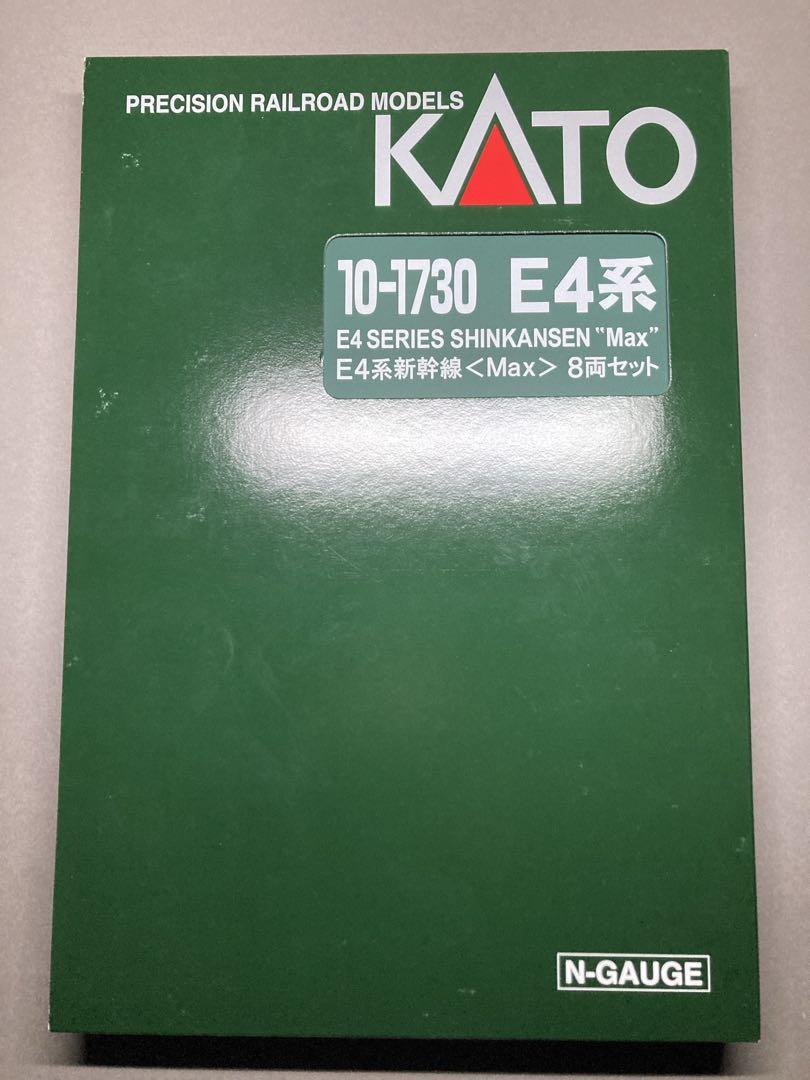 PRECISION RAILROAD MODELS
KATO
10-1730 E4系
E4 SERIES SHINKANSEN "Max"
E4系新幹線<Max> 8両セット
N-GAUGE